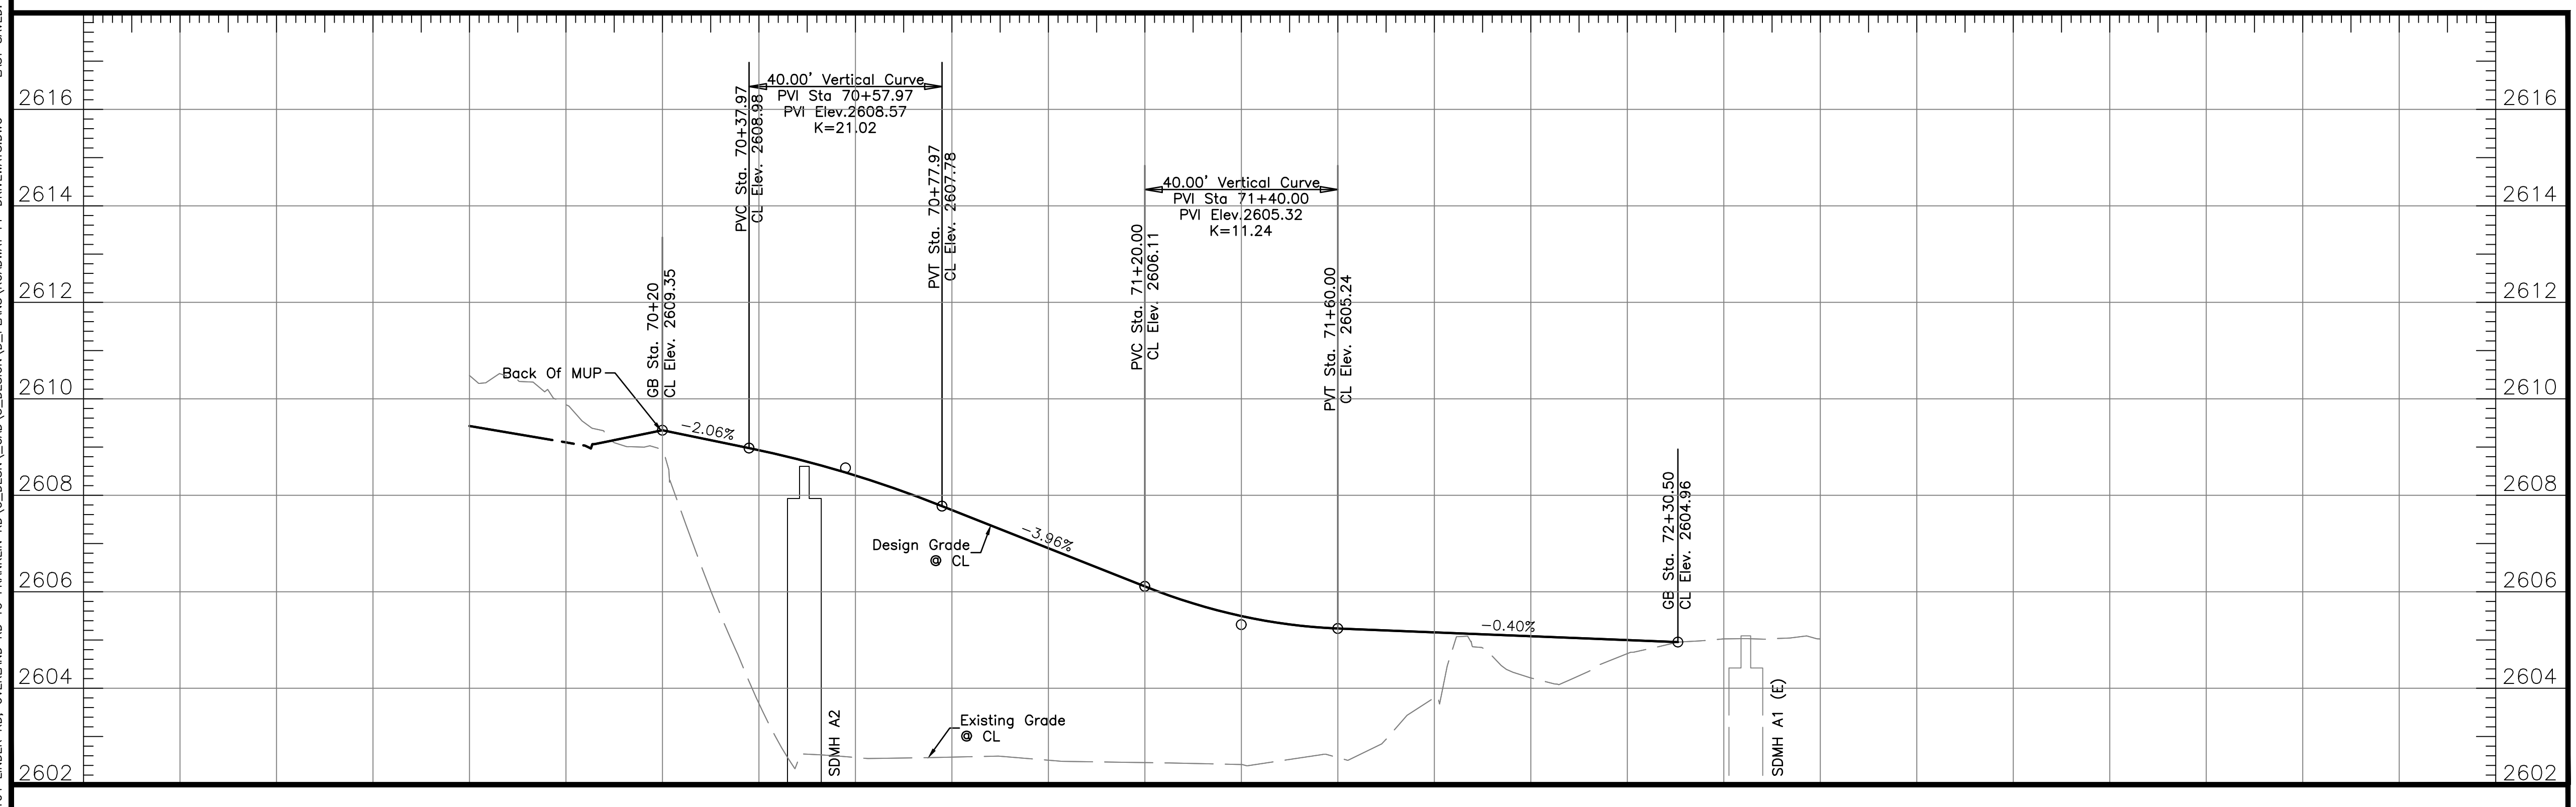 40.00' Vertical Curve
PVI Sta 70+57.97
PVI Elev.2608.57
K=21.02
PVC Sta. 70+37.97
CL Elev. 2608.98
PVT Sta. 70+77.97
CL Elev. 2607.78
40.00' Vertical Curve
PVI Sta 71+40.00
PVI Elev.2605.32
K=11.24
PVC Sta. 71+20.00
CL Elev. 2606.11
PVT Sta. 71+60.00
CL Elev. 2605.24
GB Sta. 70+20
CL Elev. 2609.35
Back Of MUP
-2.06%
-3.96%
Design Grade
@ CL
-0.40%
GB Sta. 72+30.50
CL Elev. 2604.96
Existing Grade
@ CL
SDMH A2
SDMH A1 (E)
2616
2614
2612
2610
2608
2606
2604
2602
2616
2614
2612
2610
2608
2606
2604
2602